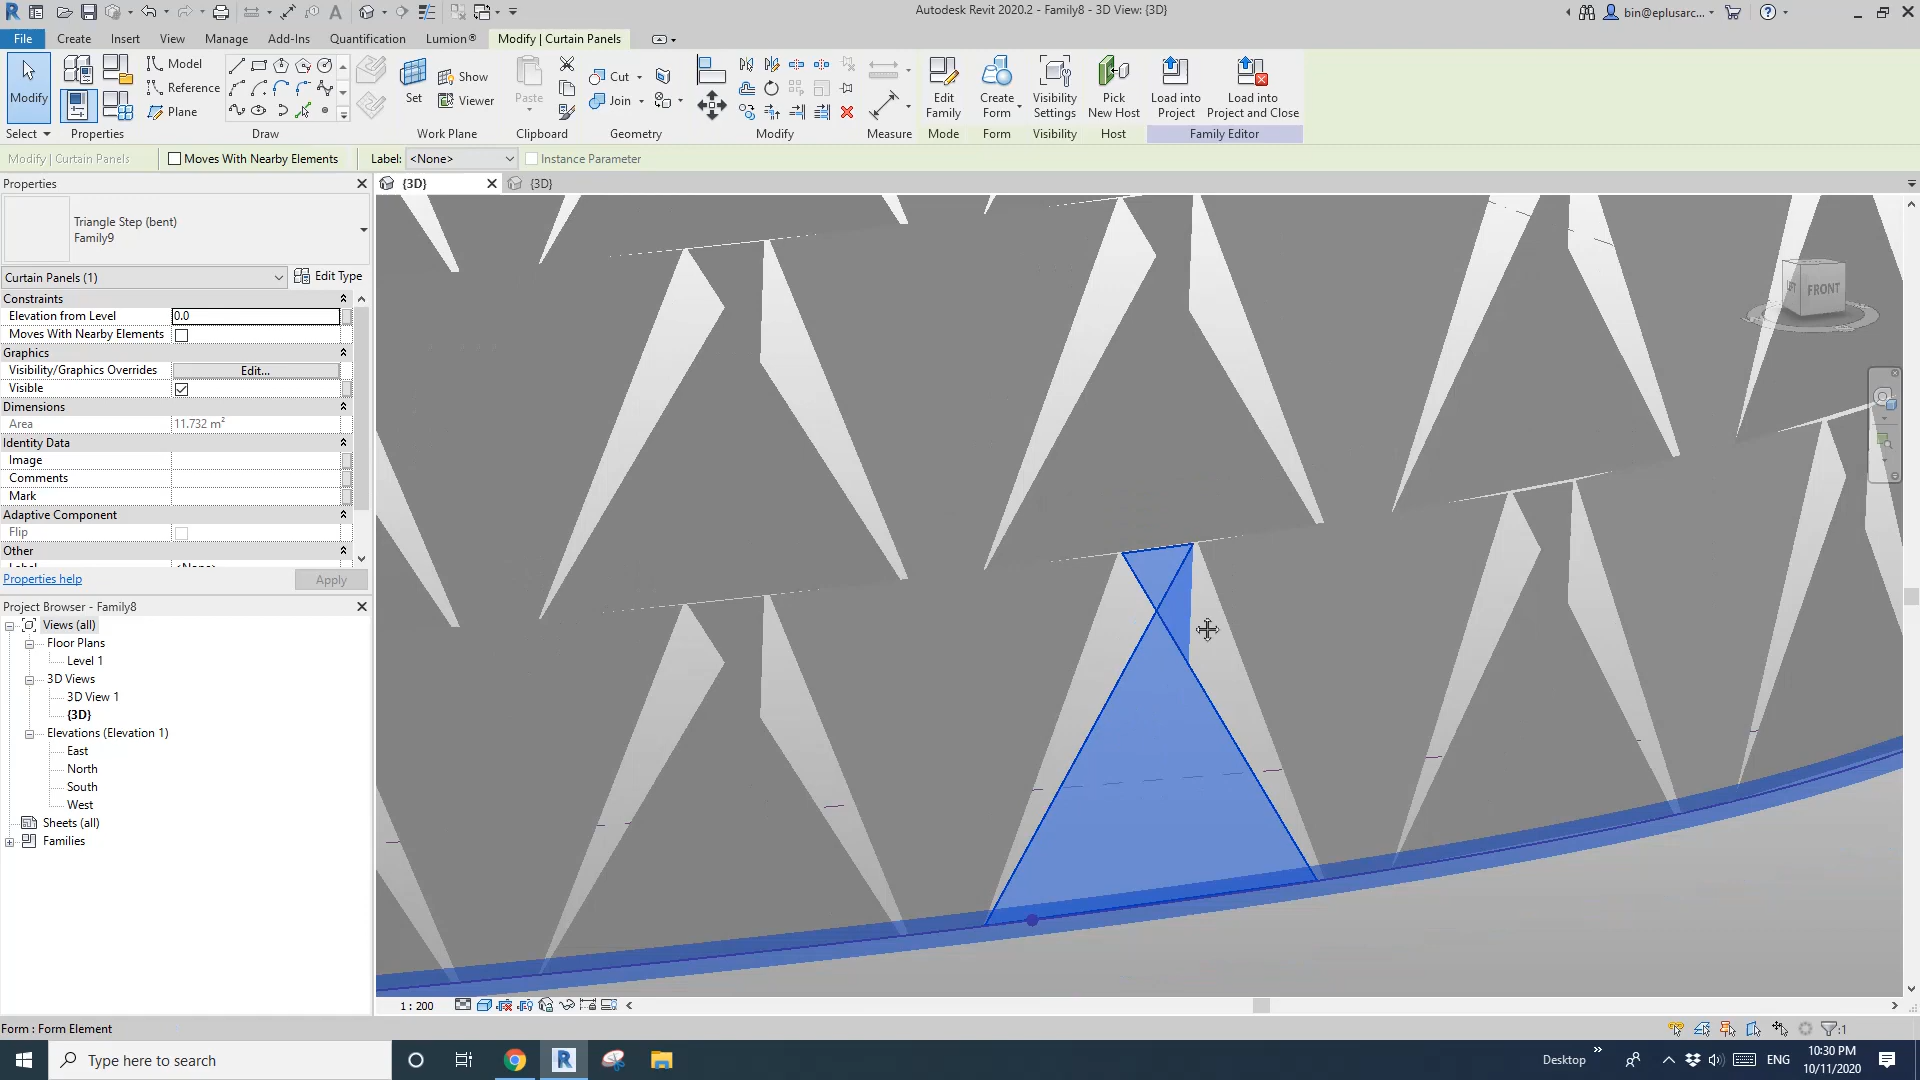 Autodesk Revit 2020.2 - Family8 - 3D View: {3D}
bin@eplusarc...
File Create Insert View Manage Add-Ins Quantification Lumion® Modify | Curtain Panels
Model
Reference
Plane
Modify
Select
Properties
Draw
Set
Show
Viewer
Work Plane
Paste
Clipboard
Cut
Join
Geometry
Modify
Measure
Edit
Family
Mode
Create
Form
Form
Visibility
Settings
Visibility
Pick
New Host
Host
Load into
Project
Load into
Project and Close
Family Editor
Modify | Curtain Panels
Moves With Nearby Elements
Label: <None>
Instance Parameter
Properties
{3D}
{3D}
Triangle Step (bent)
Family9
Curtain Panels (1)
Edit Type
Constraints
Elevation from Level 0.0
Moves With Nearby Elements
Graphics
Visibility/Graphics Overrides Edit...
Visible
Dimensions
Area 11.732 m²
Identity Data
Image
Comments
Mark
Adaptive Component
Flip
Other
Properties help Apply
Project Browser - Family8
Views (all)
Floor Plans
Level 1
3D Views
3D View 1
{3D}
Elevations (Elevation 1)
East
North
South
West
Sheets (all)
Families
FRONT
1 : 200
Form : Form Element
:1
Type here to search
Desktop
ENG
10:30 PM
10/11/2020